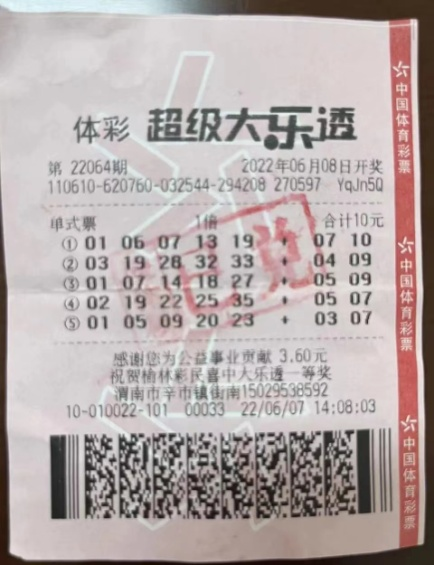 体彩 超级大乐透
第 22064期 2022年06月08日开奖
110610-620760-032544-294208 270597 YqJn5Q
单式票 1倍 合计10元
① 01 06 07 13 19 + 07 10
② 03 19 28 32 33 + 04 09
③ 01 07 14 18 27 + 05 09
④ 02 19 22 25 35 + 05 07
⑤ 01 05 09 20 23 + 03 07
已兑
感谢您为公益事业贡献 3.60元
祝贺榆林彩民喜中大乐透一等奖
渭南市辛市镇街南15029538592
10-010022-101 00033 22/06/07 14:08:03
中国体育彩票
中国体育彩票
中国体育彩票